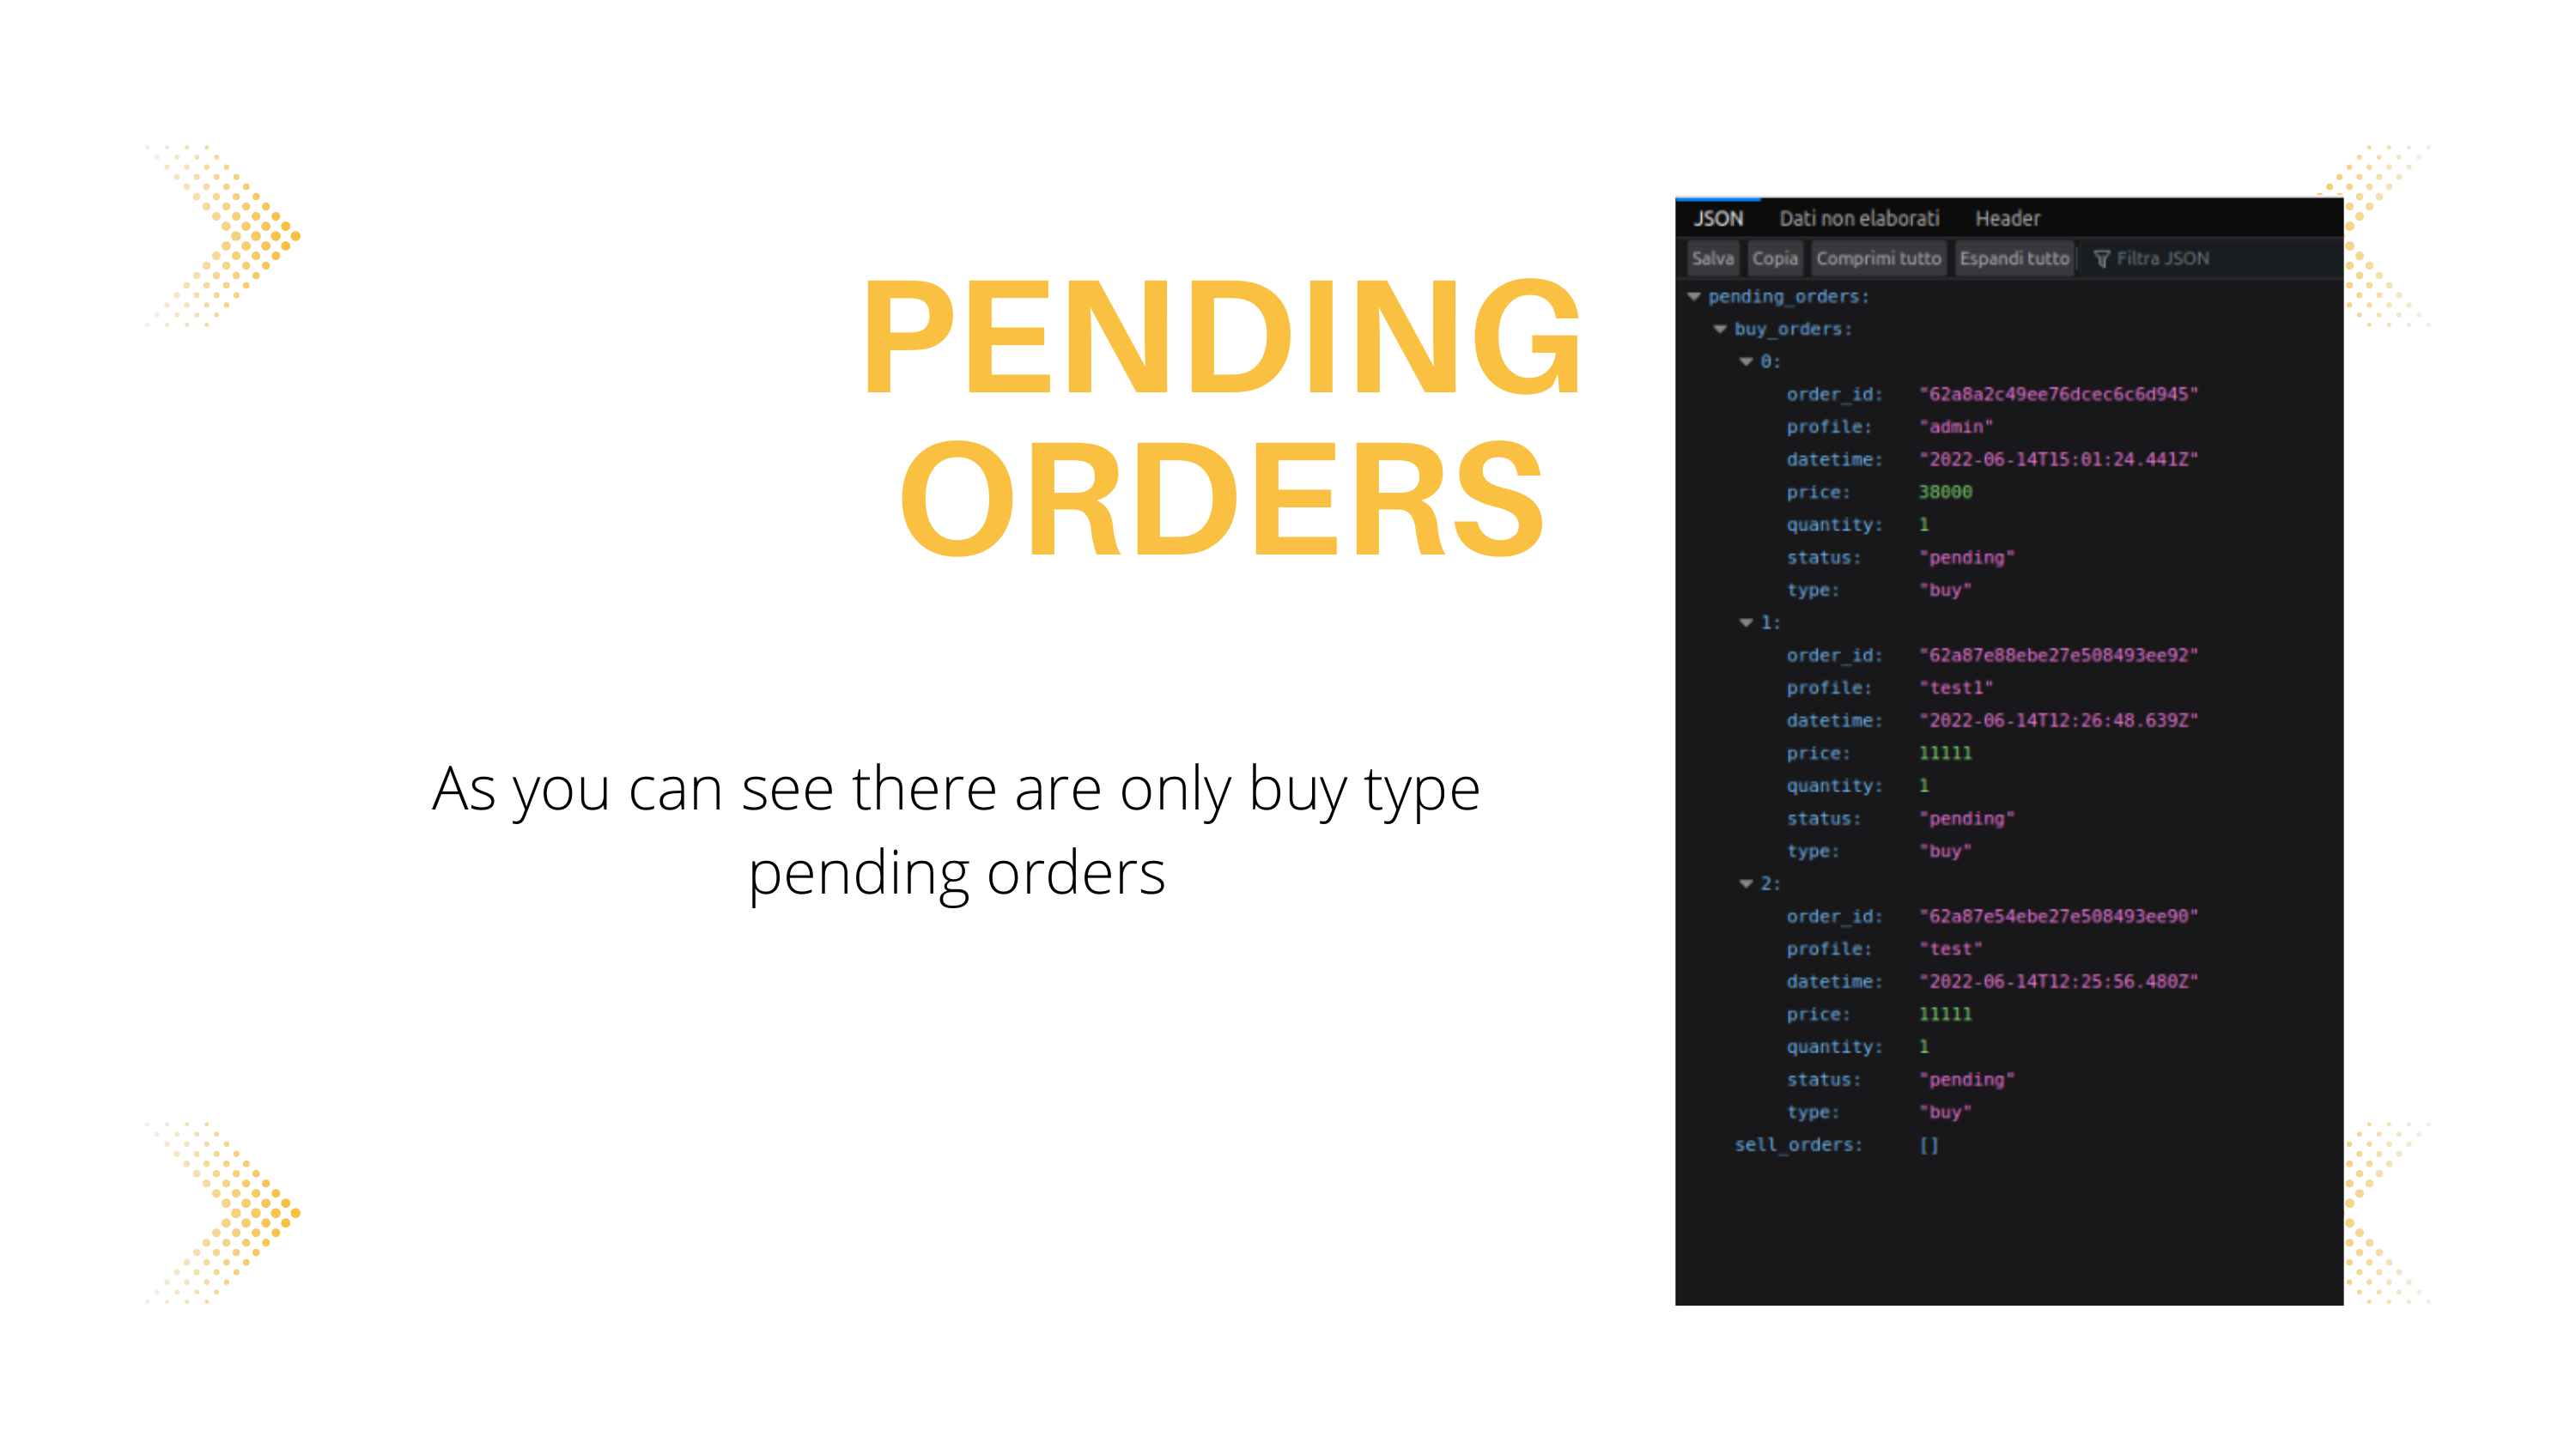 PENDING
ORDERS
As you can see there are only buy type
pending orders
JSON Dati non elaborati Header
Salva Copia Comprimi tutto Espandi tutto Filtra JSON
pending_orders:
buy_orders:
0:
order_id: "62a8a2c49ee76dcec6c6d945"
profile: "admin"
datetime: "2022-06-14T15:01:24.441Z"
price: 38000
quantity: 1
status: "pending"
type: "buy"
1:
order_id: "62a87e88ebe27e508493ee92"
profile: "test1"
datetime: "2022-06-14T12:26:48.639Z"
price: 11111
quantity: 1
status: "pending"
type: "buy"
2:
order_id: "62a87e54ebe27e508493ee90"
profile: "test"
datetime: "2022-06-14T12:25:56.480Z"
price: 11111
quantity: 1
status: "pending"
type: "buy"
sell_orders: []